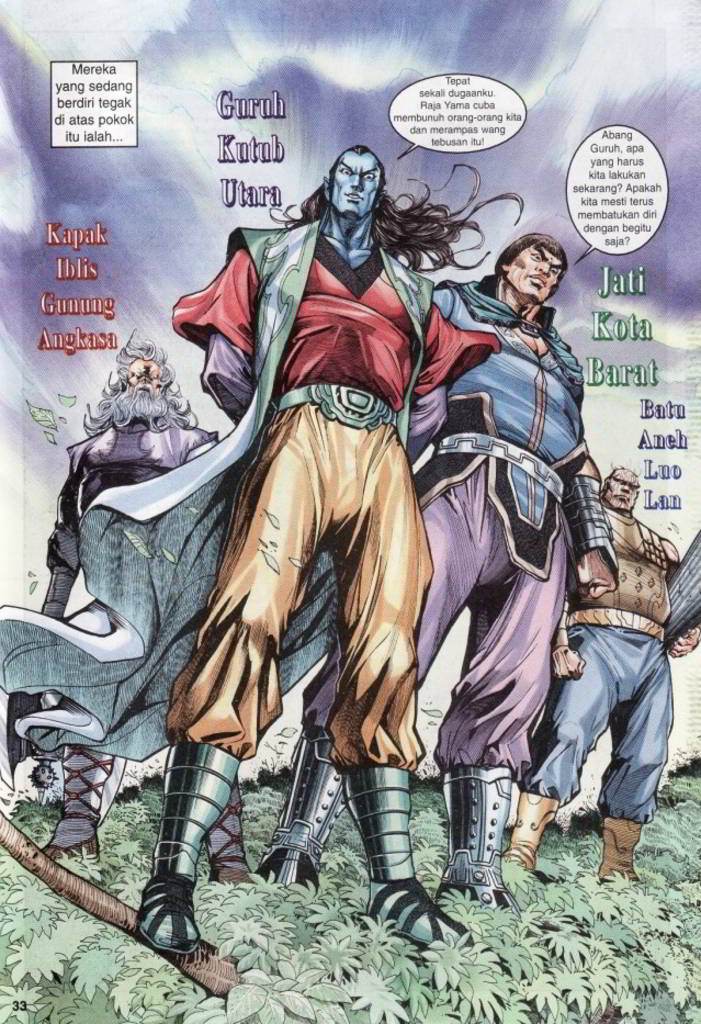 Mereka
yang sedang
berdiri tegak
di atas pokok
itu ialah...
Guruh
Kutub
Utara
Tepat
sekali dugaanku.
Raja Yama cuba
membunuh orang-orang kita
dan merampas wang
tebusan itu!
Abang
Guruh, apa
yang harus
kita lakukan
sekarang? Apakah
kita mesti terus
membatukan diri
dengan begitu
saja?
Kapak
Iblis
Gunung
Angkasa
Jati
Kota
Barat
Batu
Aneh
Luo
Lan
33